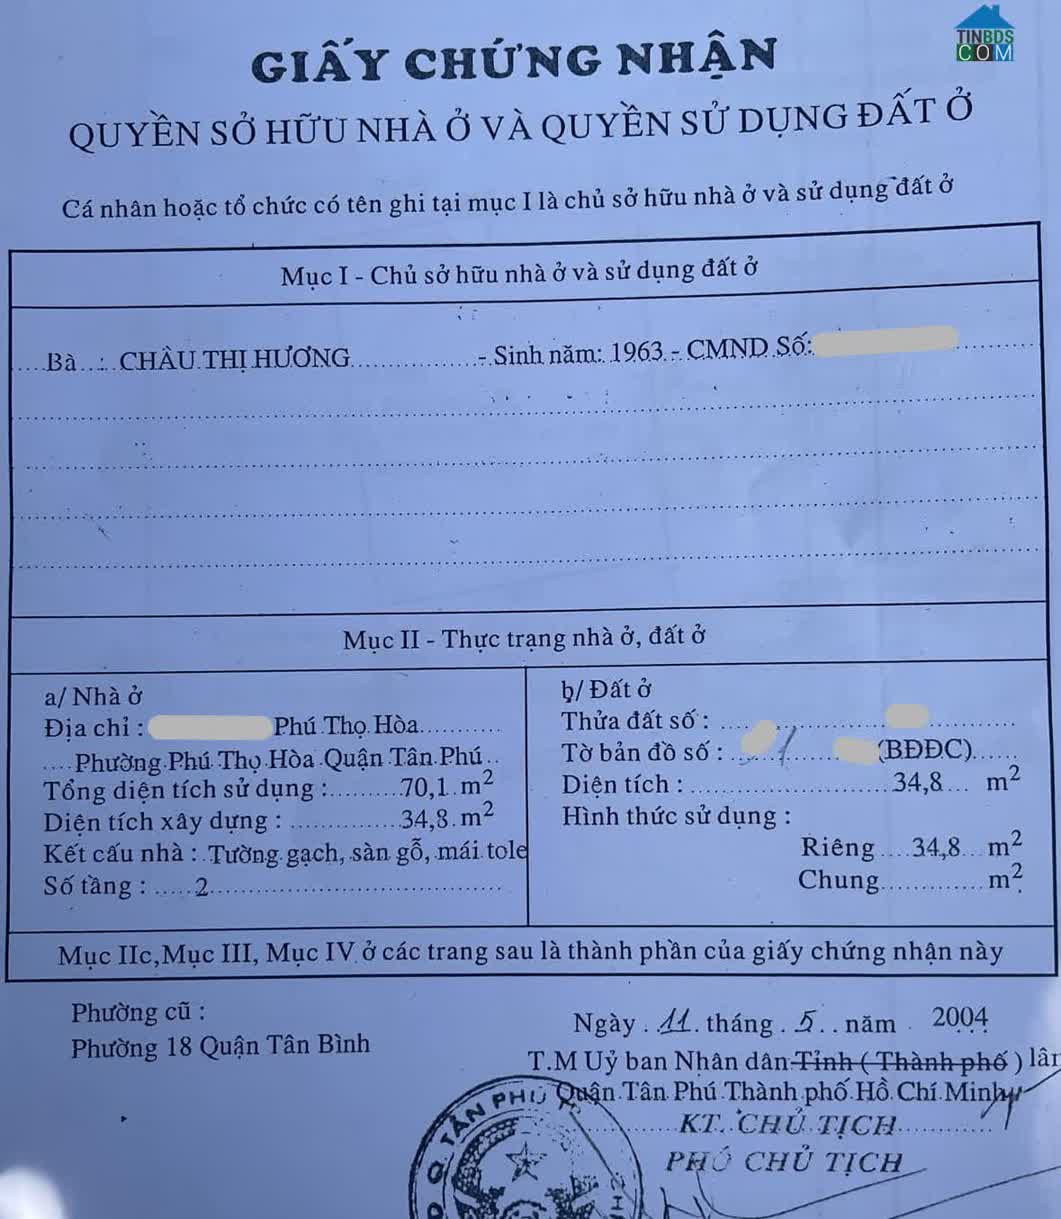 TINBDS
COM
GIẤY CHỨNG NHẬN
QUYỀN SỞ HỮU NHÀ Ở VÀ QUYỀN SỬ DỤNG ĐẤT Ở
Cá nhân hoặc tổ chức có tên ghi tại mục I là chủ sở hữu nhà ở và sử dụng đất ở
Mục I - Chủ sở hữu nhà ở và sử dụng đất ở
Bà : CHÂU THỊ HƯƠNG - Sinh năm: 1963 - CMND Số:
Mục II - Thực trạng nhà ở, đất ở
a/ Nhà ở
Địa chỉ : Phú Thọ Hòa
Phường Phú Thọ Hòa Quận Tân Phú
Tổng diện tích sử dụng : 70,1 m²
Diện tích xây dựng : 34,8 m²
Kết cấu nhà : Tường gạch, sàn gỗ, mái tole
Số tầng : 2
b/ Đất ở
Thửa đất số :
Tờ bản đồ số : (BĐĐC)
Diện tích : 34,8 m²
Hình thức sử dụng :
Riêng 34,8 m²
Chung m²
Mục IIc,Mục III, Mục IV ở các trang sau là thành phần của giấy chứng nhận này
Phường cũ :
Phường 18 Quận Tân Bình
Ngày 11 tháng 5 năm 2004
T.M Uỷ ban Nhân dân Tỉnh ( Thành phố )
Quận Tân Phú Thành phố Hồ Chí Minh
KT. CHỦ TỊCH
PHÓ CHỦ TỊCH
Q. TÂN PHÚ